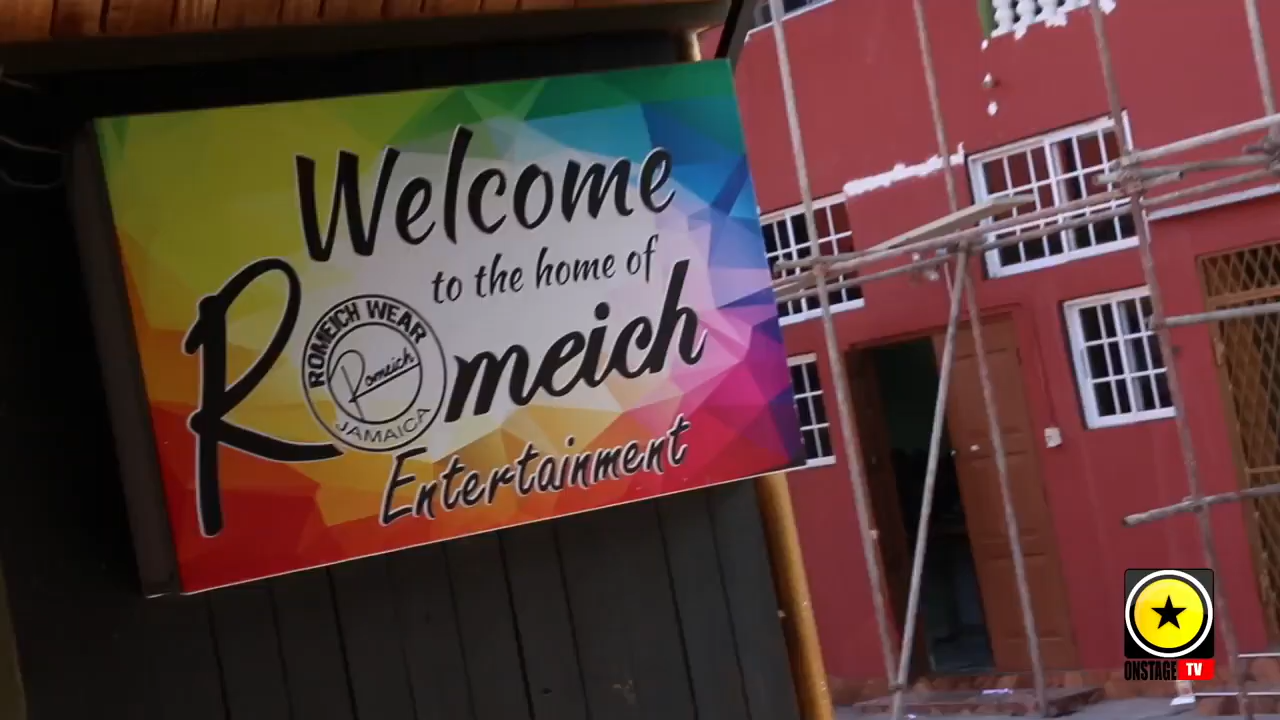 Welcome
to the home of
Romeich
ROMEICH WEAR
Romeich
JAMAICA
Entertainment
ONSTAGE TV